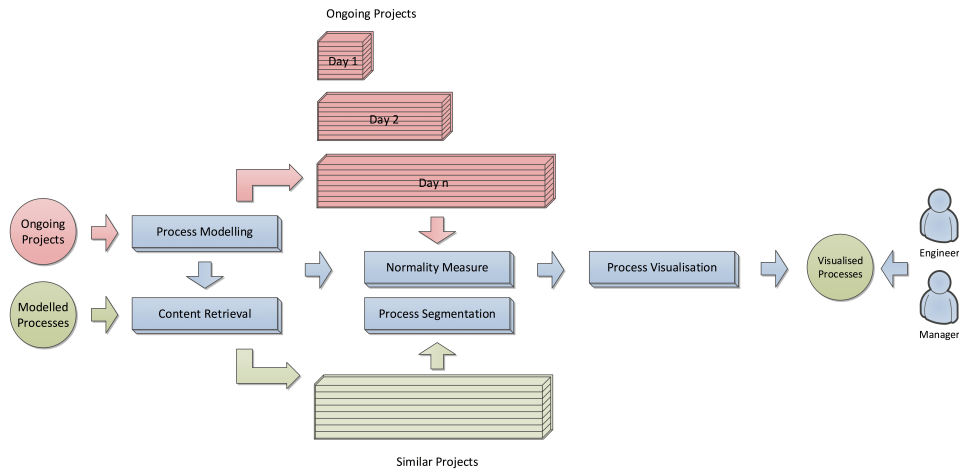 Ongoing Projects
Day 1
Day 2
Day n
Ongoing
Projects
Process Modelling
Normality Measure
Process Visualisation
Visualised
Processes
Engineer
Modelled
Processes
Content Retrieval
Process Segmentation
Manager
Similar Projects